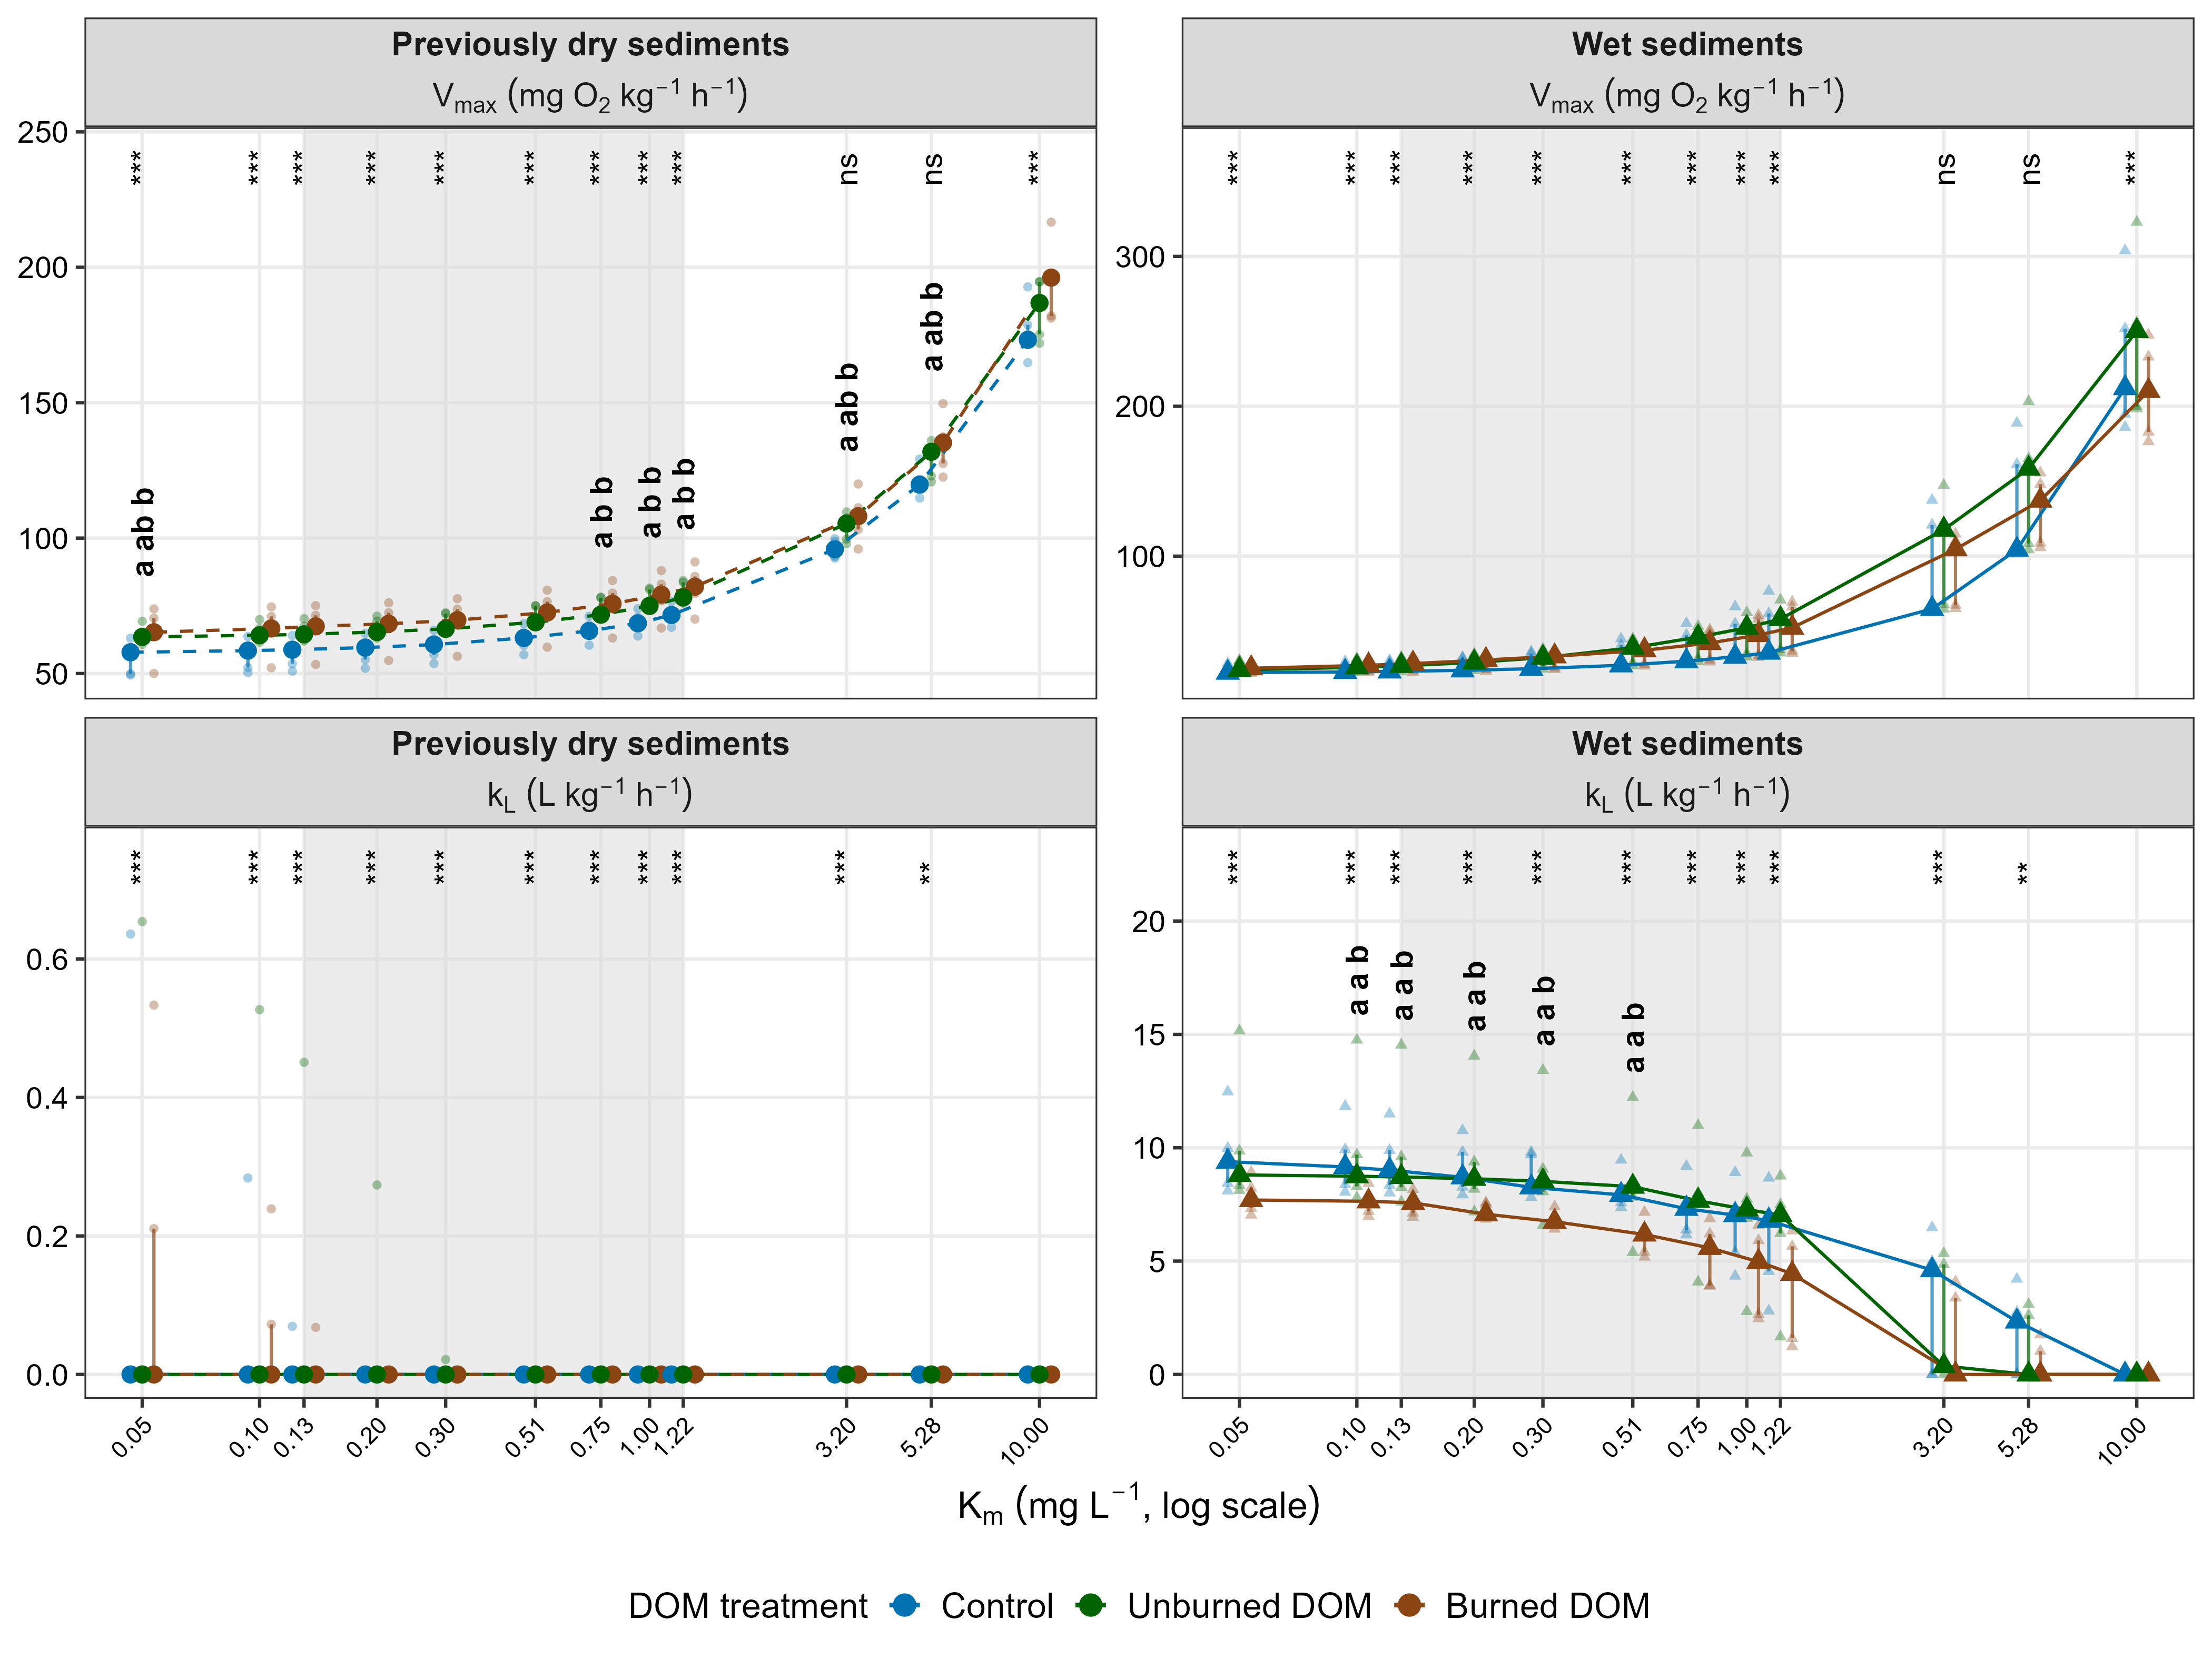 Previously dry sediments
Vmax (mg O2 kg−1 h−1)
250
200
150
100
50
*** *** *** *** *** *** *** *** *** ns ns ***
a ab b
a b b
a b b
a b b
a ab b
a ab b
Wet sediments
Vmax (mg O2 kg−1 h−1)
300
200
100
*** *** *** *** *** *** *** *** *** ns ns ***
Previously dry sediments
kL (L kg−1 h−1)
0.6
0.4
0.2
0.0
*** *** *** *** *** *** *** *** *** *** **
0.05 0.10 0.13 0.20 0.30 0.51 0.75 1.00 1.22 3.20 5.28 10.00
Wet sediments
kL (L kg−1 h−1)
20
15
10
5
0
*** *** *** *** *** *** *** *** *** *** **
a a b
a a b
a a b
a a b
a a b
0.05 0.10 0.13 0.20 0.30 0.51 0.75 1.00 1.22 3.20 5.28 10.00
Km (mg L−1, log scale)
DOM treatment Control Unburned DOM Burned DOM